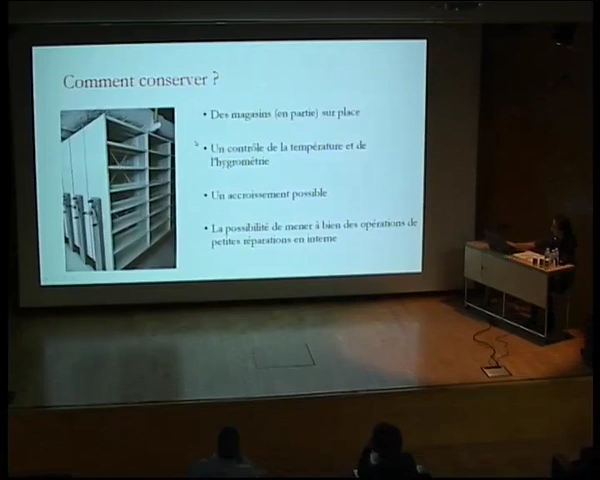 Comment conserver ?
• Des magasins (en partie) sur place
• Un contrôle de la température et de
l'hygrométrie
• Un accroissement possible
• La possibilité de mener à bien des opérations de
petites réparations en interne